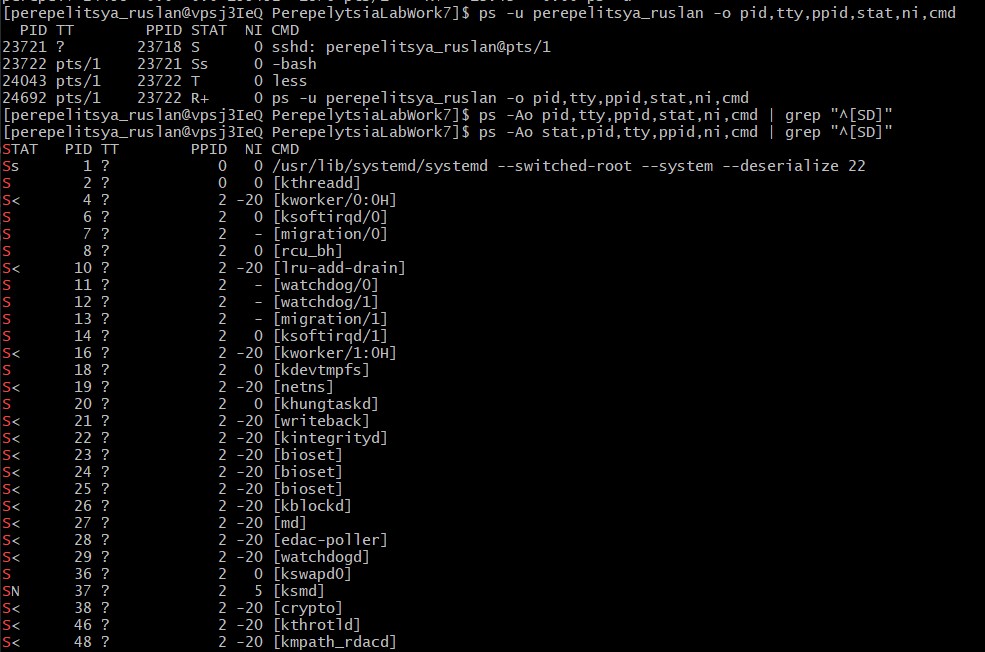 [perepelitsya_ruslan@vpsj3IeQ PerepelytsiaLabWork7]$ ps -u perepelitsya_ruslan -o pid,tty,ppid,stat,ni,cmd
  PID TT        PPID STAT  NI CMD
23721 ?        23718 S      0 sshd: perepelitsya_ruslan@pts/1
23722 pts/1    23721 Ss     0 -bash
24043 pts/1    23722 T      0 less
24692 pts/1    23722 R+     0 ps -u perepelitsya_ruslan -o pid,tty,ppid,stat,ni,cmd
[perepelitsya_ruslan@vpsj3IeQ PerepelytsiaLabWork7]$ ps -Ao pid,tty,ppid,stat,ni,cmd | grep "^[SD]"
[perepelitsya_ruslan@vpsj3IeQ PerepelytsiaLabWork7]$ ps -Ao stat,pid,tty,ppid,ni,cmd | grep "^[SD]"
STAT   PID TT        PPID  NI CMD
Ss       1 ?            0   0 /usr/lib/systemd/systemd --switched-root --system --deserialize 22
S        2 ?            0   0 [kthreadd]
S<       4 ?            2 -20 [kworker/0:0H]
S        6 ?            2   0 [ksoftirqd/0]
S        7 ?            2   - [migration/0]
S        8 ?            2   0 [rcu_bh]
S<      10 ?            2 -20 [lru-add-drain]
S       11 ?            2   - [watchdog/0]
S       12 ?            2   - [watchdog/1]
S       13 ?            2   - [migration/1]
S       14 ?            2   0 [ksoftirqd/1]
S<      16 ?            2 -20 [kworker/1:0H]
S       18 ?            2   0 [kdevtmpfs]
S<      19 ?            2 -20 [netns]
S       20 ?            2   0 [khungtaskd]
S<      21 ?            2 -20 [writeback]
S<      22 ?            2 -20 [kintegrityd]
S<      23 ?            2 -20 [bioset]
S<      24 ?            2 -20 [bioset]
S<      25 ?            2 -20 [bioset]
S<      26 ?            2 -20 [kblockd]
S<      27 ?            2 -20 [md]
S<      28 ?            2 -20 [edac-poller]
S<      29 ?            2 -20 [watchdogd]
S       36 ?            2   0 [kswapd0]
SN      37 ?            2   5 [ksmd]
S<      38 ?            2 -20 [crypto]
S<      46 ?            2 -20 [kthrotld]
S<      48 ?            2 -20 [kmpath_rdacd]